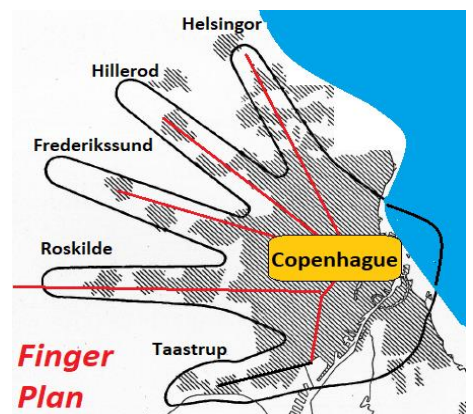 Helsingor
Hillerod
Frederikssund
Roskilde
Copenhague
Taastrup
Finger
Plan